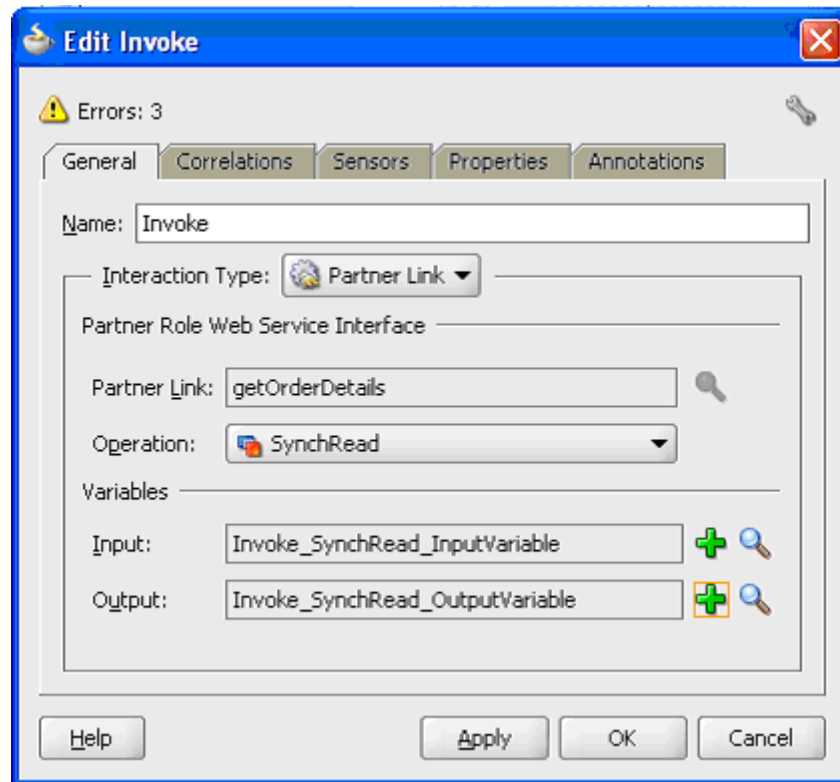 Edit Invoke
Errors: 3
General Correlations Sensors Properties Annotations
Name: Invoke
Interaction Type: Partner Link
Partner Role Web Service Interface
Partner Link: getOrderDetails
Operation: SynchRead
Variables
Input: Invoke_SynchRead_InputVariable
Output: Invoke_SynchRead_OutputVariable
Help Apply OK Cancel